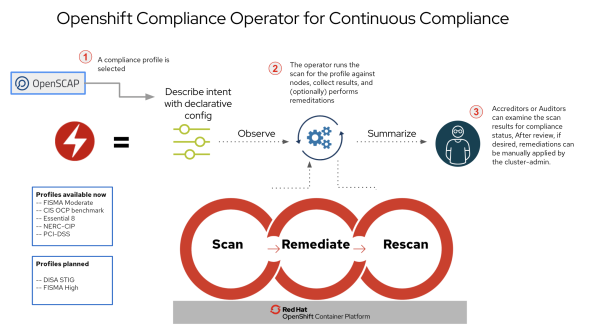 Openshift Compliance Operator for Continuous Compliance
1
A compliance profile is
selected
OpenSCAP
Describe intent
with declarative
config
=
Observe
2
The operator runs the
scan for the profile against
nodes, collect results, and
(optionally) performs
remeditations
Summarize
3
Accreditors or Auditors
can examine the scan
results for compliance
status, After review, if
desired, remediations can
be manually applied by
the cluster-admin.
Profiles available now
-- FISMA Moderate
-- CIS OCP benchmark
-- Essential 8
-- NERC-CIP
-- PCI-DSS
Profiles planned
-- DISA STIG
-- FISMA High
Scan → Remediate → Rescan
Red Hat
OpenShift Container Platform